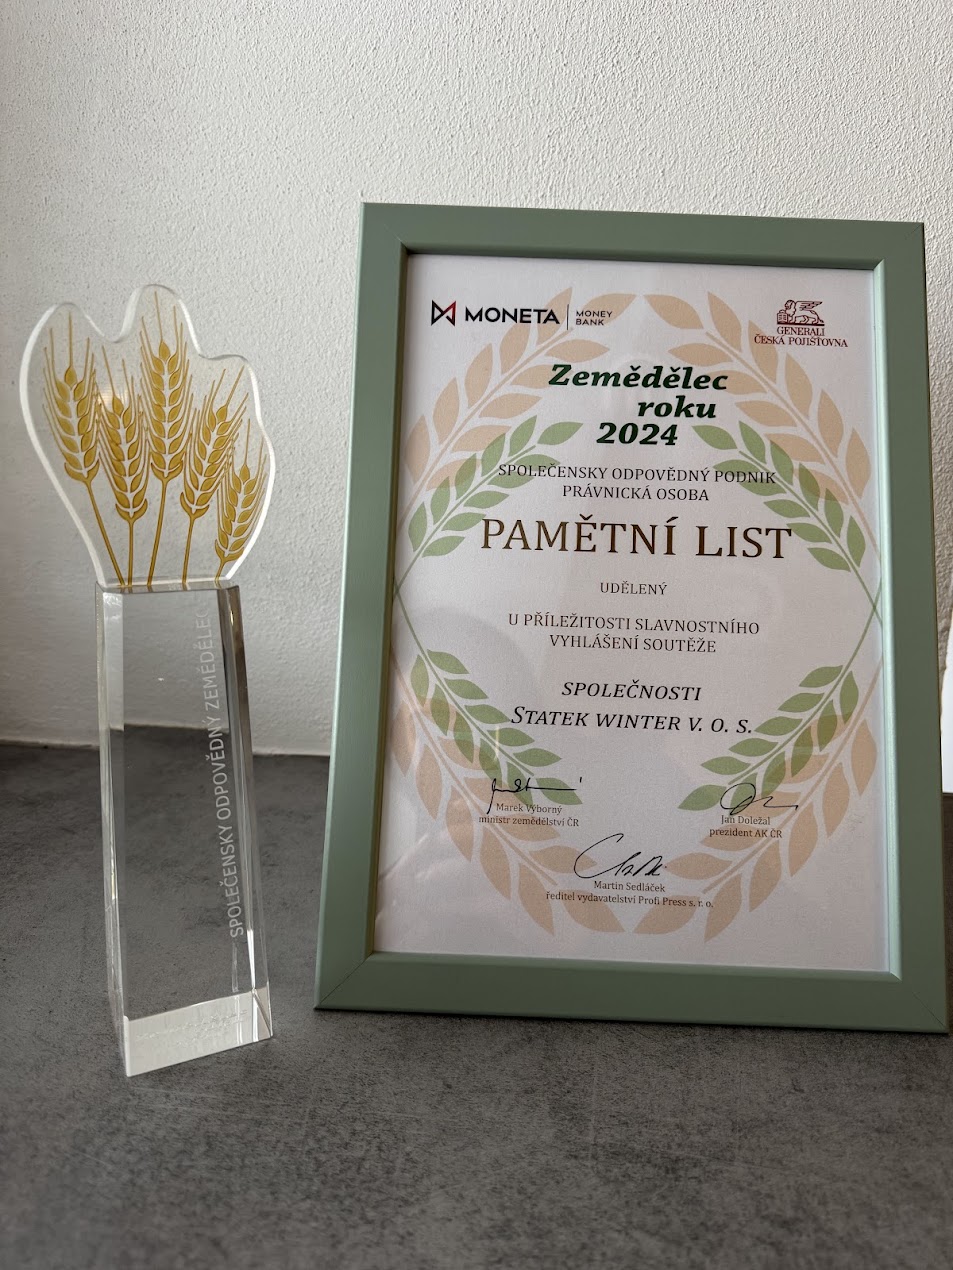 SPOLEČENSKY ODPOVĚDNÝ ZEMĚDĚLEC
MONETA MONEY BANK
GENERALI
ČESKÁ POJIŠŤOVNA
Zemědělec
roku
2024
SPOLEČENSKY ODPOVĚDNÝ PODNIK
PRÁVNICKÁ OSOBA
PAMĚTNÍ LIST
UDĚLENÝ
U PŘÍLEŽITOSTI SLAVNOSTNÍHO
VYHLÁŠENÍ SOUTĚŽE
SPOLEČNOSTI
STATEK WINTER V. O. S.
Marek Výborný
ministr zemědělství ČR
Jan Doležal
prezident AK ČR
Martin Sedláček
ředitel vydavatelství Profi Press s. r. o.